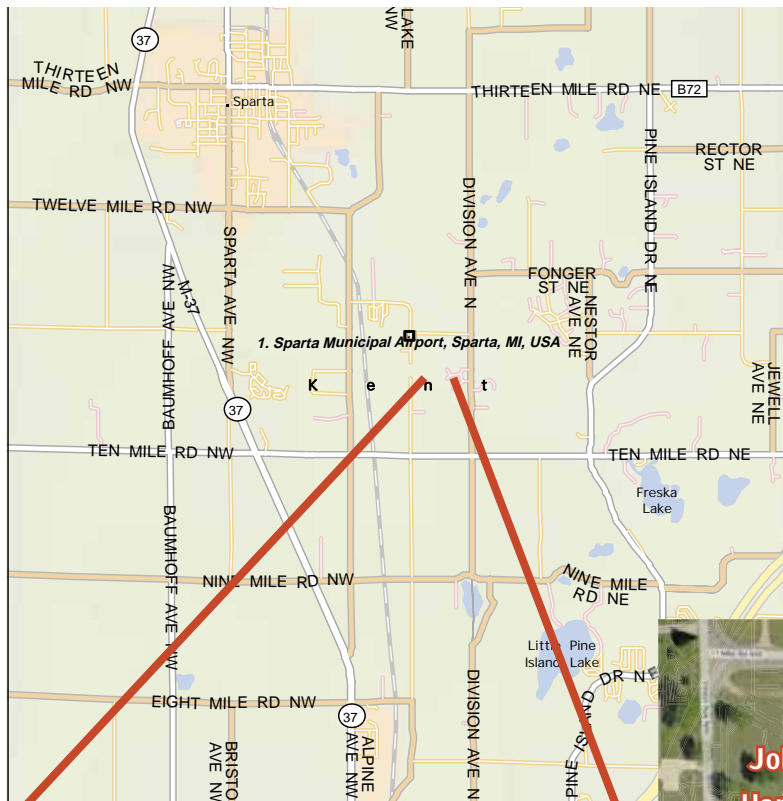 37
LAKE
NW
THIRTEEN
MILE RD NW
Sparta
THIRTEEN MILE RD NE
B72
PINE ISLAND DR NE
RECTOR
ST NE
TWELVE MILE RD NW
SPARTA AVE NW
DIVISION AVE N
BAUMHOFF AVE NW
M-37
FONGER
ST NE
NESTOR
AVE NE
1. Sparta Municipal Airport, Sparta, MI, USA
Kent
JEWELL
AVE NE
37
TEN MILE RD NW
TEN MILE RD NE
Freska
Lake
BAUMHOFF AVE NW
NINE MILE RD NW
NINE MILE
RD NE
Little Pine
Island Lake
PINE ISLAND DR NE
EIGHT MILE RD NW
DIVISION AVE N
37
ALPINE
AVE NW